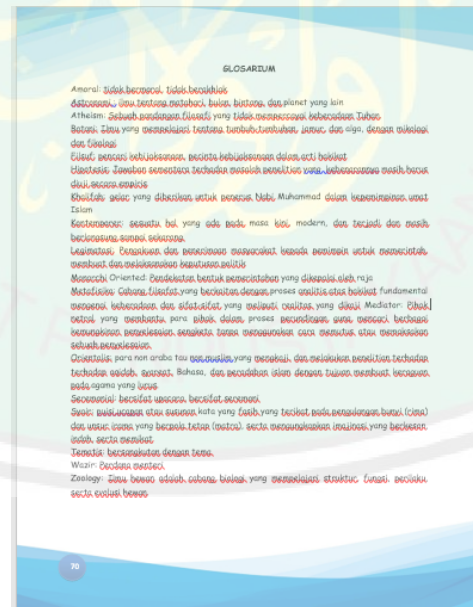 GLOSARIUM
Amoral: tidak bermoral, tidak berakhlak
Astronomi : ilmu tentang matahari, bulan, bintang, dan planet yang lain
Atheism: Sebuah pandangan filosofi yang tidak mempercayai keberadaan Tuhan
Botani: Ilmu yang mempelajari tentang tumbuh-tumbuhan, jamur, dan alga, dengan mikologi
dan fikologi
Filsuf: pencari kebijaksanaan, pecinta kebijaksanaan dalam arti hakikat
Hipotesis: Jawaban sementara terhadap masalah penelitian yang kebenarannya masih harus
diuji secara empiris
Khalifah: gelar yang diberikan untuk penerus Nabi Muhammad dalam kepemimpinan umat
Islam
Kontemporer: sesuatu hal yang ada pada masa kini, modern, dan terjadi dan masih
berlangsung sampai sekarang
Legimatasi: Pengakuan dan penerimaan masyarakat kepada pemimpin untuk memerintah,
membuat dan melaksanakan keputusan politik
Monarchi Oriented: Pendekatan bentuk pemerintahan yang dikepalai oleh raja
Metafisika: Cabang filsafat yang berkaitan dengan proses analitis atas hakikat fundamental
mengenai keberadaan dan sifat-sifat yang meliputi realitas yang dikaji Mediator: Pihak
netral yang membantu para pihak dalam proses perundingan guna mencari berbagai
kemungkinan penyelesaian sengketa tanpa menggunakan cara memutus atau memaksakan
sebuah penyelesaian
Orientalis: para non araba tau non muslim yang mengkaji, dan melakukan penelitian terhadap
terhadap aqidah, syareat, Bahasa, dan peradaban islam dengan tujuan membuat keraguan
pada agama yang lurus
Seremonial: bersifat upacara, bersifat seremoni
Syair: puisi ucapan atau susunan kata yang fasih yang terikat pada pengulangan bunyi (rima)
dan unsur irama yang berpola tetap (matra), serta mengungkapkan imajinasi yang berkesan
indah, serta memikat
Tematis: bersangkutan dengan tema
Wazir: Perdana menteri
Zoology: Ilmu hewan adalah cabang biologi yang mempelajari struktur, fungsi, perilaku
serta evolusi hewan
70